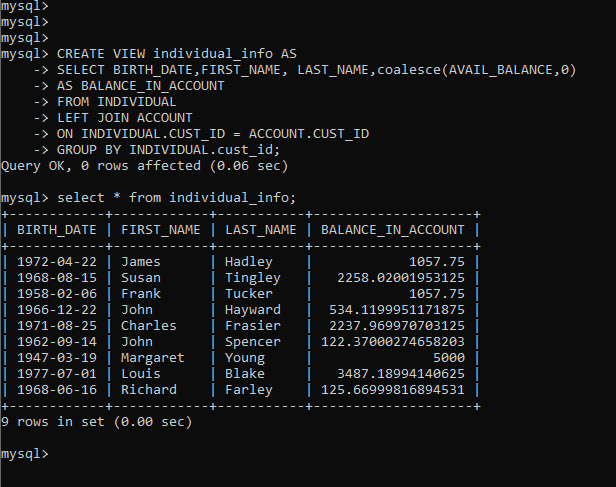 mysql>
mysql>
mysql>
mysql> CREATE VIEW individual_info AS
    -> SELECT BIRTH_DATE,FIRST_NAME, LAST_NAME,coalesce(AVAIL_BALANCE,0)
    -> AS BALANCE_IN_ACCOUNT
    -> FROM INDIVIDUAL
    -> LEFT JOIN ACCOUNT
    -> ON INDIVIDUAL.CUST_ID = ACCOUNT.CUST_ID
    -> GROUP BY INDIVIDUAL.cust_id;
Query OK, 0 rows affected (0.06 sec)
mysql> select * from individual_info;
+------------+------------+-----------+--------------------+
| BIRTH_DATE | FIRST_NAME | LAST_NAME | BALANCE_IN_ACCOUNT |
+------------+------------+-----------+--------------------+
| 1972-04-22 | James      | Hadley    |            1057.75 |
| 1968-08-15 | Susan      | Tingley   |   2258.02001953125 |
| 1958-02-06 | Frank      | Tucker    |            1057.75 |
| 1966-12-22 | John       | Hayward   |  534.1199951171875 |
| 1971-08-25 | Charles    | Frasier   |   2237.969970703125 |
| 1962-09-14 | John       | Spencer   | 122.37000274658203 |
| 1947-03-19 | Margaret   | Young     |               5000 |
| 1977-07-01 | Louis      | Blake     |   3487.18994140625 |
| 1968-06-16 | Richard    | Farley    | 125.66999816894531 |
+------------+------------+-----------+--------------------+
9 rows in set (0.00 sec)
mysql>